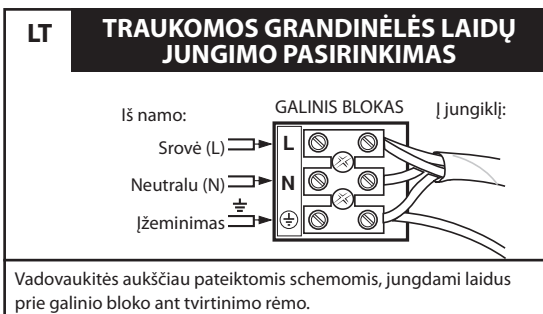 LT
TRAUKOMOS GRANDINĖLĖS LAIDŲ
JUNGIMO PASIRINKIMAS
Iš namo:
GALINIS BLOKAS
Į jungiklį:
Srovė (L)
L
Neutralu (N)
N
Įžeminimas
Vadovaukitės aukščiau pateiktomis schemomis, jungdami laidus
prie galinio bloko ant tvirtinimo rėmo.